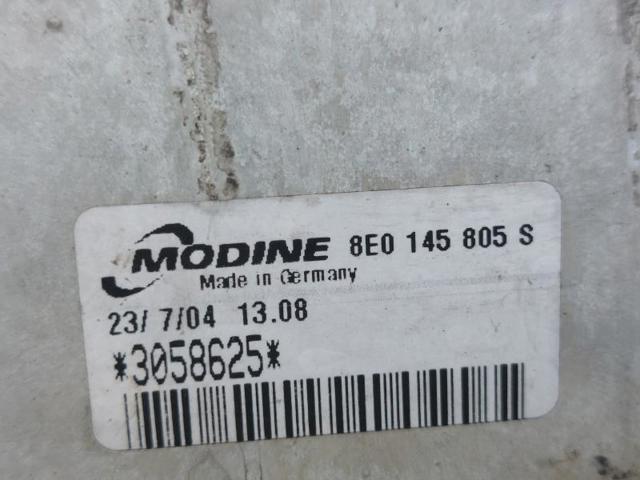 MODINE 8E0 145 805 S
Made in Germany
23/ 7/04 13.08
*3058625*